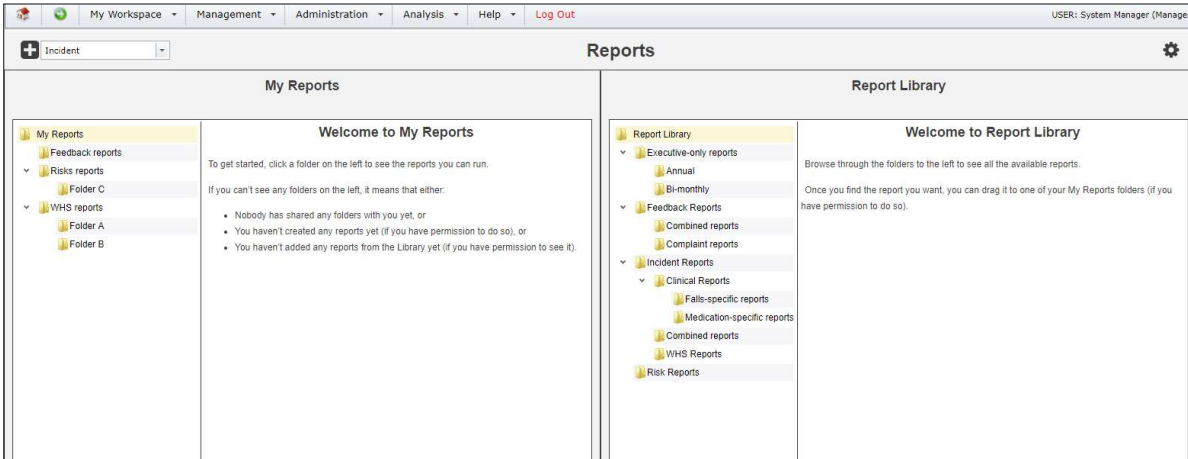 My Workspace Management Administration Analysis Help Log Out USER: System Manager (Manager
Incident
Reports
My Reports
Report Library
My Reports
Feedback reports
Risks reports
Folder C
WHS reports
Folder A
Folder B
Welcome to My Reports
To get started, click a folder on the left to see the reports you can run.
If you can't see any folders on the left, it means that either:
• Nobody has shared any folders with you yet, or
• You haven't created any reports yet (if you have permission to do so), or
• You haven't added any reports from the Library yet (if you have permission to see it).
Report Library
Executive-only reports
Annual
Bi-monthly
Feedback Reports
Combined reports
Complaint reports
Incident Reports
Clinical Reports
Falls-specific reports
Medication-specific reports
Combined reports
WHS Reports
Risk Reports
Welcome to Report Library
Browse through the folders to the left to see all the available reports.
Once you find the report you want, you can drag it to one of your My Reports folders (if you
have permission to do so).